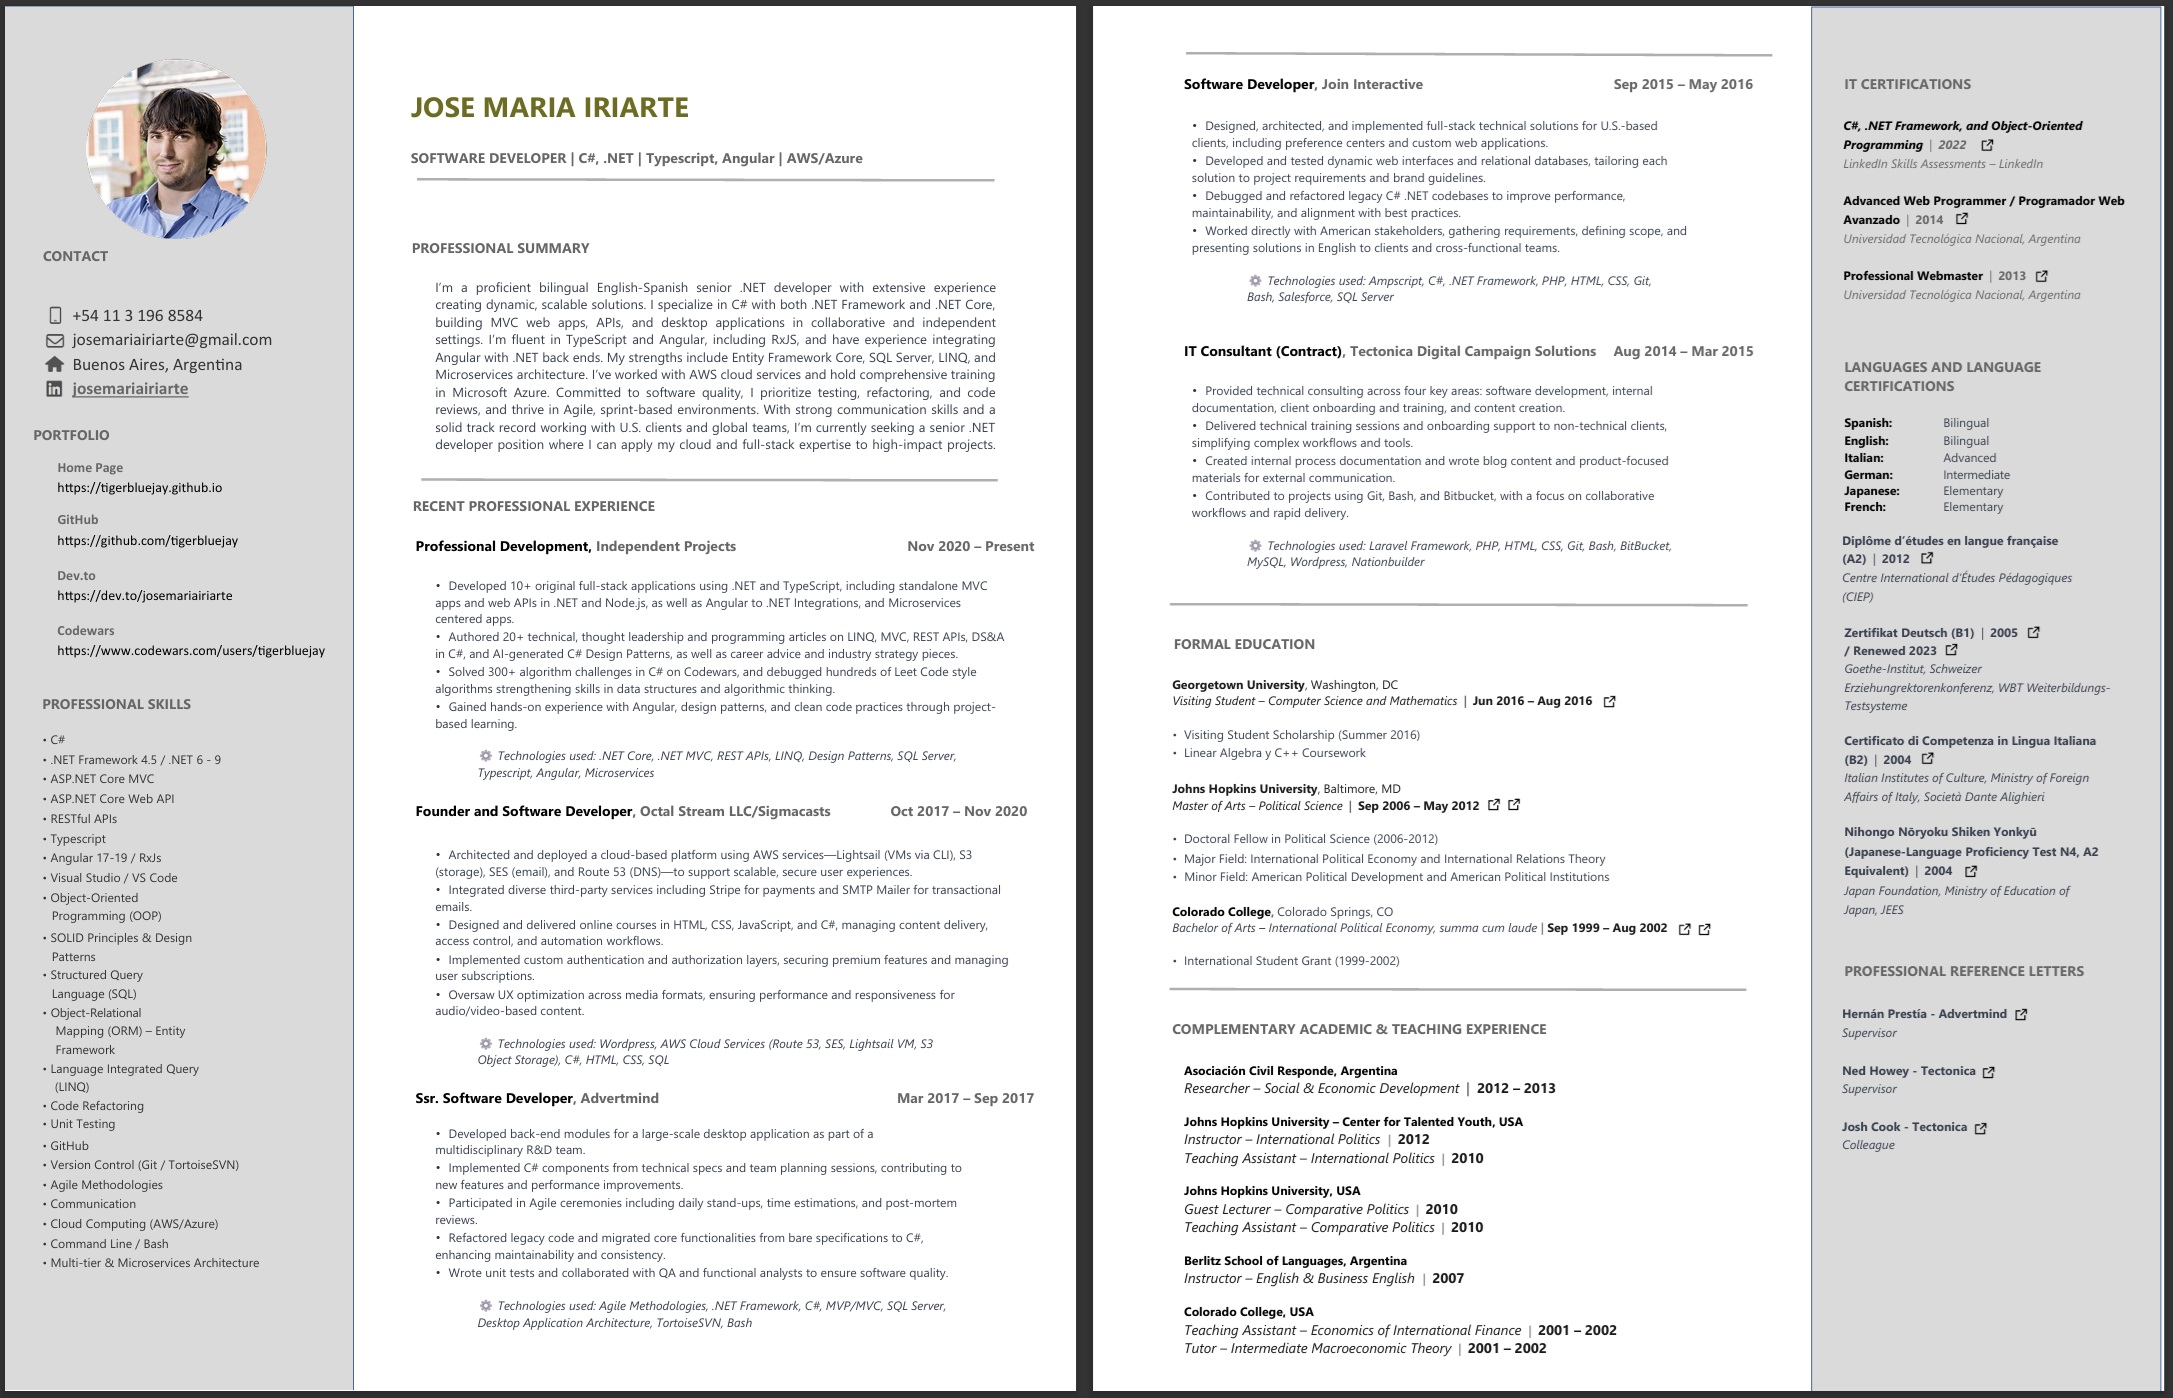 CONTACT
+54 11 3 196 8584
josemariairiarte@gmail.com
Buenos Aires, Argentina
josemariairiarte
PORTFOLIO
Home Page
https://tigerbluejay.github.io
GitHub
https://github.com/tigerbluejay
Dev.to
https://dev.to/josemariairiarte
Codewars
https://www.codewars.com/users/tigerbluejay
PROFESSIONAL SKILLS
• C#
• .NET Framework 4.5 / .NET 6 - 9
• ASP.NET Core MVC
• ASP.NET Core Web API
• RESTful APIs
• Typescript
• Angular 17-19 / RxJs
• Visual Studio / VS Code
• Object-Oriented
Programming (OOP)
• SOLID Principles & Design
Patterns
• Structured Query
Language (SQL)
• Object-Relational
Mapping (ORM) – Entity
Framework
• Language Integrated Query
(LINQ)
• Code Refactoring
• Unit Testing
• GitHub
• Version Control (Git / TortoiseSVN)
• Agile Methodologies
• Communication
• Cloud Computing (AWS/Azure)
• Command Line / Bash
• Multi-tier & Microservices Architecture
JOSE MARIA IRIARTE
SOFTWARE DEVELOPER | C#, .NET | Typescript, Angular | AWS/Azure
PROFESSIONAL SUMMARY
I'm a proficient bilingual English-Spanish senior .NET developer with extensive experience
creating dynamic, scalable solutions. I specialize in C# with both .NET Framework and .NET Core,
building MVC web apps, APIs, and desktop applications in collaborative and independent
settings. I'm fluent in TypeScript and Angular, including RxJS, and have experience integrating
Angular with .NET back ends. My strengths include Entity Framework Core, SQL Server, LINQ, and
Microservices architecture. I've worked with AWS cloud services and hold comprehensive training
in Microsoft Azure. Committed to software quality, I prioritize testing, refactoring, and code
reviews, and thrive in Agile, sprint-based environments. With strong communication skills and a
solid track record working with U.S. clients and global teams, I'm currently seeking a senior .NET
developer position where I can apply my cloud and full-stack expertise to high-impact projects.
RECENT PROFESSIONAL EXPERIENCE
Professional Development, Independent Projects Nov 2020 – Present
• Developed 10+ original full-stack applications using .NET and TypeScript, including standalone MVC
apps and web APIs in .NET and Node.js, as well as Angular to .NET Integrations, and Microservices
centered apps.
• Authored 20+ technical, thought leadership and programming articles on LINQ, MVC, REST APIs, DS&A
in C#, and AI-generated C# Design Patterns, as well as career advice and industry strategy pieces.
• Solved 300+ algorithm challenges in C# on Codewars, and debugged hundreds of Leet Code style
algorithms strengthening skills in data structures and algorithmic thinking.
• Gained hands-on experience with Angular, design patterns, and clean code practices through project-
based learning.
Technologies used: .NET Core, .NET MVC, REST APIs, LINQ, Design Patterns, SQL Server,
Typescript, Angular, Microservices
Founder and Software Developer, Octal Stream LLC/Sigmacasts Oct 2017 – Nov 2020
• Architected and deployed a cloud-based platform using AWS services—Lightsail (VMs via CLI), S3
(storage), SES (email), and Route 53 (DNS)—to support scalable, secure user experiences.
• Integrated diverse third-party services including Stripe for payments and SMTP Mailer for transactional
emails.
• Designed and delivered online courses in HTML, CSS, JavaScript, and C#, managing content delivery,
access control, and automation workflows.
• Implemented custom authentication and authorization layers, securing premium features and managing
user subscriptions.
• Oversaw UX optimization across media formats, ensuring performance and responsiveness for
audio/video-based content.
Technologies used: Wordpress, AWS Cloud Services (Route 53, SES, Lightsail VM, S3
Object Storage), C#, HTML, CSS, SQL
Ssr. Software Developer, Advertmind Mar 2017 – Sep 2017
• Developed back-end modules for a large-scale desktop application as part of a
multidisciplinary R&D team.
• Implemented C# components from technical specs and team planning sessions, contributing to
new features and performance improvements.
• Participated in Agile ceremonies including daily stand-ups, time estimations, and post-mortem
reviews.
• Refactored legacy code and migrated core functionalities from bare specifications to C#,
enhancing maintainability and consistency.
• Wrote unit tests and collaborated with QA and functional analysts to ensure software quality.
Technologies used: Agile Methodologies, .NET Framework, C#, MVP/MVC, SQL Server,
Desktop Application Architecture, TortoiseSVN, Bash
Software Developer, Join Interactive Sep 2015 – May 2016
• Designed, architected, and implemented full-stack technical solutions for U.S.-based
clients, including preference centers and custom web applications.
• Developed and tested dynamic web interfaces and relational databases, tailoring each
solution to project requirements and brand guidelines.
• Debugged and refactored legacy C# .NET codebases to improve performance,
maintainability, and alignment with best practices.
• Worked directly with American stakeholders, gathering requirements, defining scope, and
presenting solutions in English to clients and cross-functional teams.
Technologies used: Ampscript, C#, .NET Framework, PHP, HTML, CSS, Git,
Bash, Salesforce, SQL Server
IT Consultant (Contract), Tectonica Digital Campaign Solutions Aug 2014 – Mar 2015
• Provided technical consulting across four key areas: software development, internal
documentation, client onboarding and training, and content creation.
• Delivered technical training sessions and onboarding support to non-technical clients,
simplifying complex workflows and tools.
• Created internal process documentation and wrote blog content and product-focused
materials for external communication.
• Contributed to projects using Git, Bash, and Bitbucket, with a focus on collaborative
workflows and rapid delivery.
Technologies used: Laravel Framework, PHP, HTML, CSS, Git, Bash, BitBucket,
MySQL, Wordpress, Nationbuilder
FORMAL EDUCATION
Georgetown University, Washington, DC
Visiting Student – Computer Science and Mathematics | Jun 2016 – Aug 2016
• Visiting Student Scholarship (Summer 2016)
• Linear Algebra y C++ Coursework
Johns Hopkins University, Baltimore, MD
Master of Arts – Political Science | Sep 2006 – May 2012
• Doctoral Fellow in Political Science (2006-2012)
• Major Field: International Political Economy and International Relations Theory
• Minor Field: American Political Development and American Political Institutions
Colorado College, Colorado Springs, CO
Bachelor of Arts – International Political Economy, summa cum laude | Sep 1999 – Aug 2002
• International Student Grant (1999-2002)
COMPLEMENTARY ACADEMIC & TEACHING EXPERIENCE
Asociación Civil Responde, Argentina
Researcher – Social & Economic Development | 2012 – 2013
Johns Hopkins University – Center for Talented Youth, USA
Instructor – International Politics | 2012
Teaching Assistant – International Politics | 2010
Johns Hopkins University, USA
Guest Lecturer – Comparative Politics | 2010
Teaching Assistant – Comparative Politics | 2010
Berlitz School of Languages, Argentina
Instructor – English & Business English | 2007
Colorado College, USA
Teaching Assistant – Economics of International Finance | 2001 – 2002
Tutor – Intermediate Macroeconomic Theory | 2001 – 2002
IT CERTIFICATIONS
C#, .NET Framework, and Object-Oriented
Programming | 2022
LinkedIn Skills Assessments – LinkedIn
Advanced Web Programmer / Programador Web
Avanzado | 2014
Universidad Tecnológica Nacional, Argentina
Professional Webmaster | 2013
Universidad Tecnológica Nacional, Argentina
LANGUAGES AND LANGUAGE
CERTIFICATIONS
Spanish: Bilingual
English: Bilingual
Italian: Advanced
German: Intermediate
Japanese: Elementary
French: Elementary
Diplôme d'études en langue française
(A2) | 2012
Centre International d'Études Pédagogiques
(CIEP)
Zertifikat Deutsch (B1) | 2005
/ Renewed 2023
Goethe-Institut, Schweizer
Erziehungrektorenkonferenz, WBT Weiterbildungs-
Testsysteme
Certificato di Competenza in Lingua Italiana
(B2) | 2004
Italian Institutes of Culture, Ministry of Foreign
Affairs of Italy, Società Dante Alighieri
Nihongo Nōryoku Shiken Yonkyū
(Japanese-Language Proficiency Test N4, A2
Equivalent) | 2004
Japan Foundation, Ministry of Education of
Japan, JEES
PROFESSIONAL REFERENCE LETTERS
Hernán Prestía - Advertmind
Supervisor
Ned Howey - Tectonica
Supervisor
Josh Cook - Tectonica
Colleague